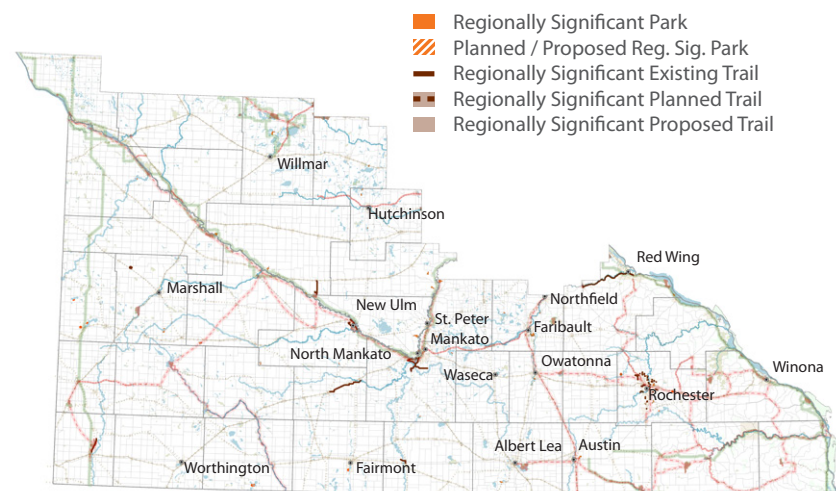 Regionally Significant Park
Planned / Proposed Reg. Sig. Park
Regionally Significant Existing Trail
Regionally Significant Planned Trail
Regionally Significant Proposed Trail
Willmar
Hutchinson
Red Wing
Marshall
New Ulm
Northfield
St. Peter
Faribault
North Mankato
Mankato
Owatonna
Waseca
Winona
Rochester
Albert Lea
Austin
Worthington
Fairmont